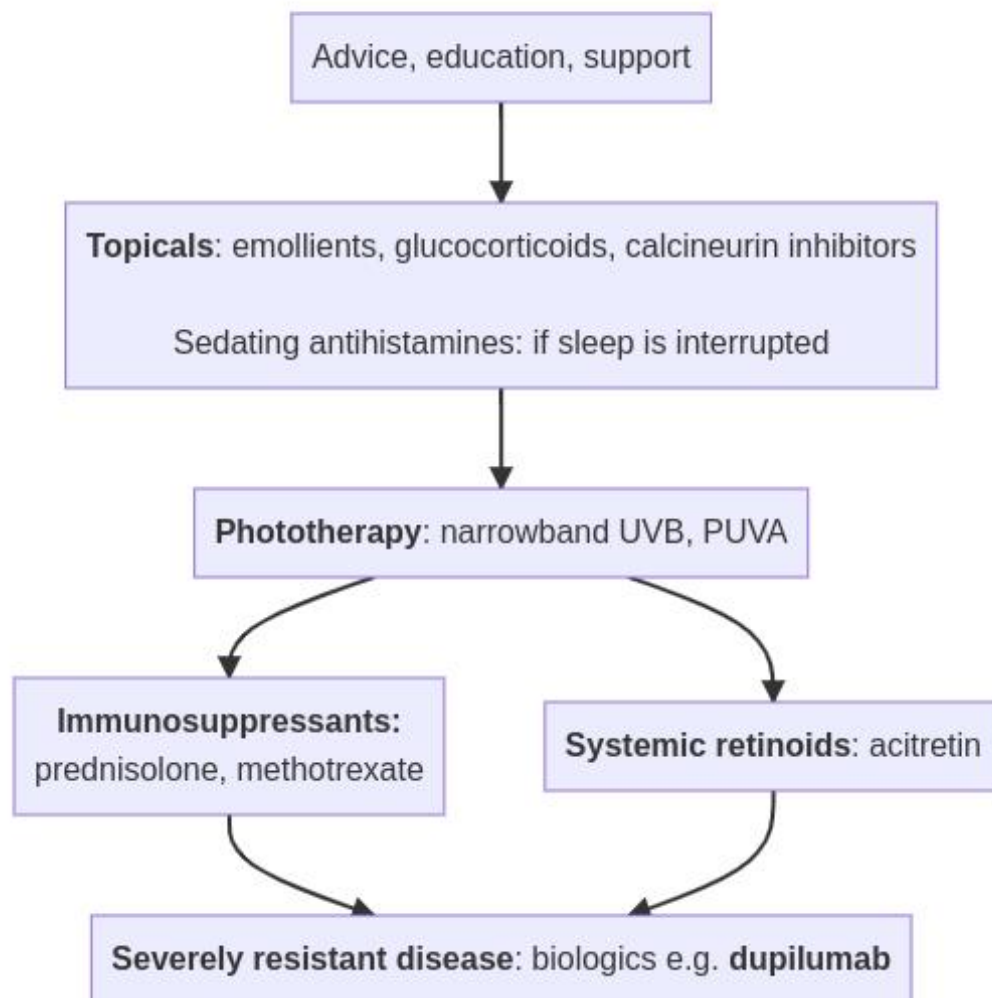 Advice, education, support
Topicals: emollients, glucocorticoids, calcineurin inhibitors
Sedating antihistamines: if sleep is interrupted
Phototherapy: narrowband UVB, PUVA
Immunosuppressants:
prednisolone, methotrexate
Systemic retinoids: acitretin
Severely resistant disease: biologics e.g. dupilumab